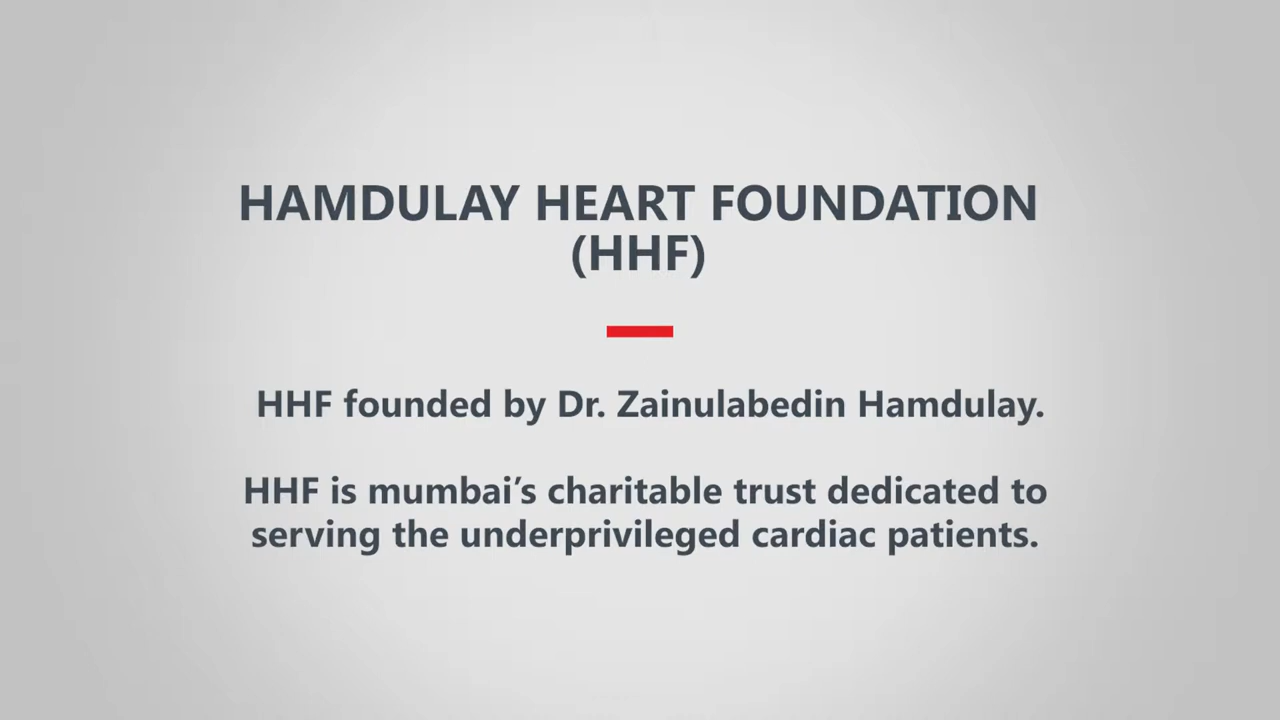 HAMDULAY HEART FOUNDATION
(HHF)
HHF founded by Dr. Zainulabedin Hamdulay.
HHF is mumbai’s charitable trust dedicated to
serving the underprivileged cardiac patients.